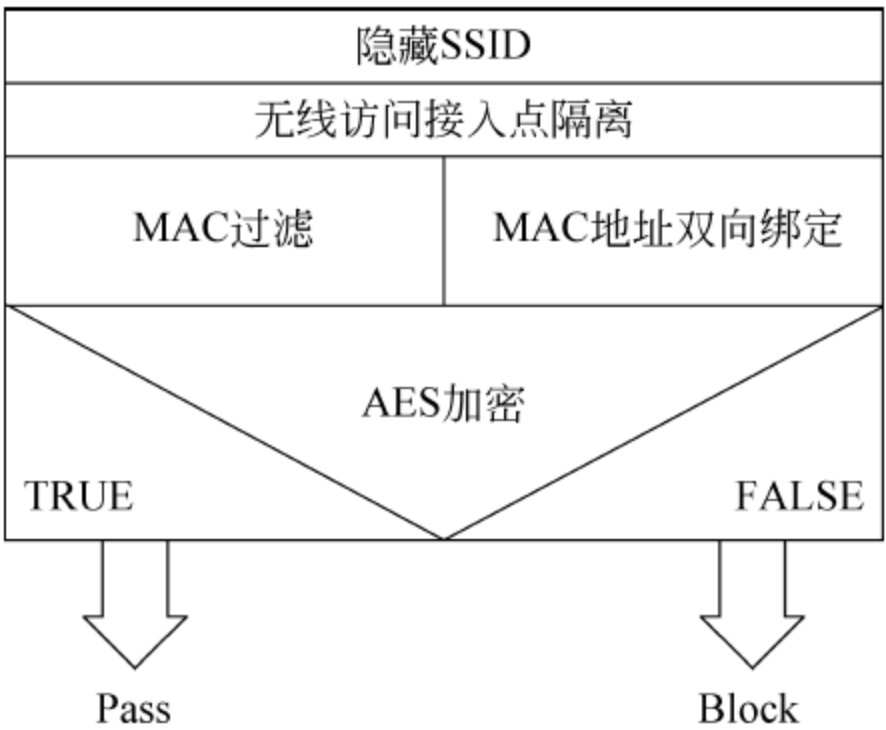 隐藏SSID
无线访问接入点隔离
MAC过滤
MAC地址双向绑定
AES加密
TRUE
FALSE
Pass
Block